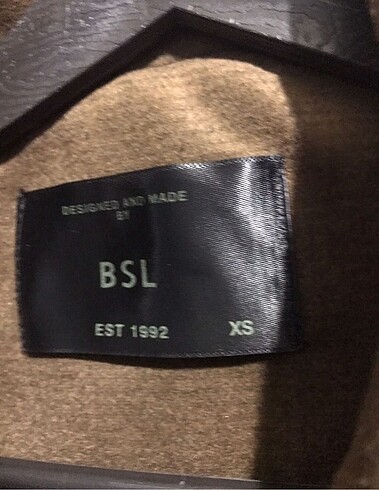 DESIGNED AND MADE
BY
BSL
EST 1992 XS